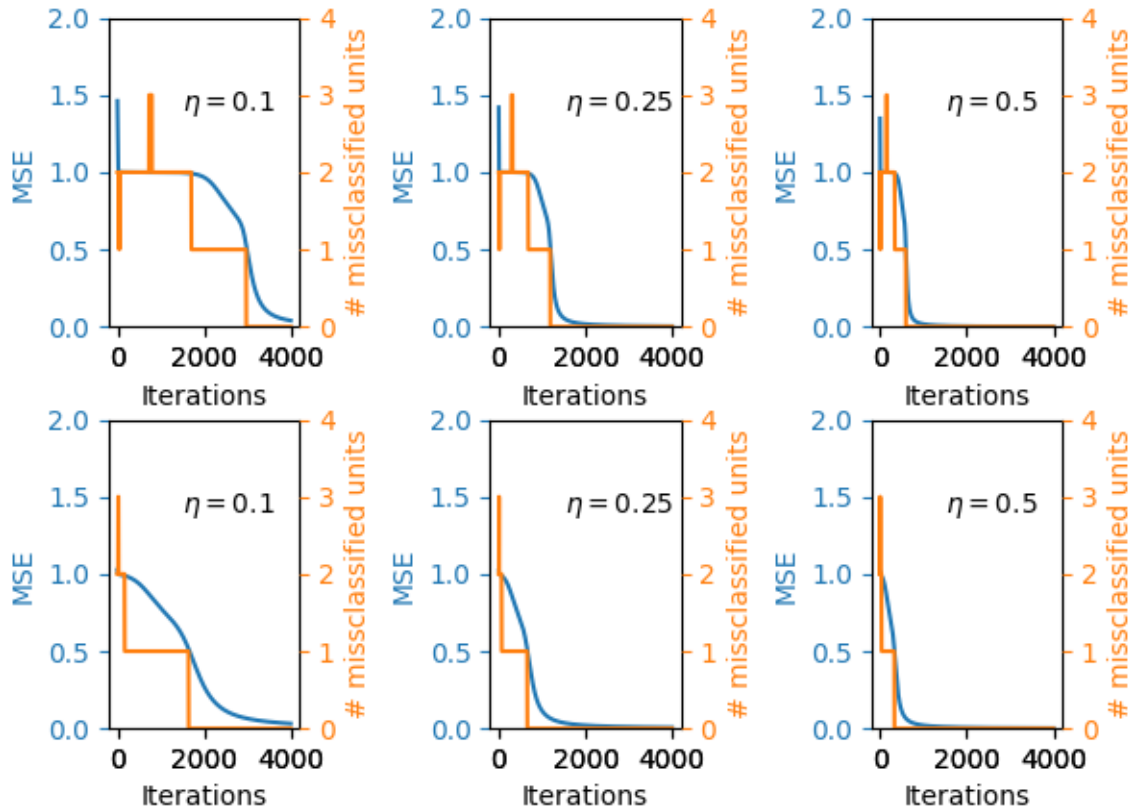 2.0 4 2.0 4 2.0 4
1.5 3 1.5 3 1.5 3
1.0 2 1.0 2 1.0 2
0.5 1 0.5 1 0.5 1
0.0 0 0.0 0 0.0 0
MSE # missclassified units MSE # missclassified units MSE # missclassified units
η = 0.1 η = 0.25 η = 0.5
0 2000 4000 0 2000 4000 0 2000 4000
Iterations Iterations Iterations
2.0 4 2.0 4 2.0 4
1.5 3 1.5 3 1.5 3
1.0 2 1.0 2 1.0 2
0.5 1 0.5 1 0.5 1
0.0 0 0.0 0 0.0 0
MSE # missclassified units MSE # missclassified units MSE # missclassified units
η = 0.1 η = 0.25 η = 0.5
0 2000 4000 0 2000 4000 0 2000 4000
Iterations Iterations Iterations